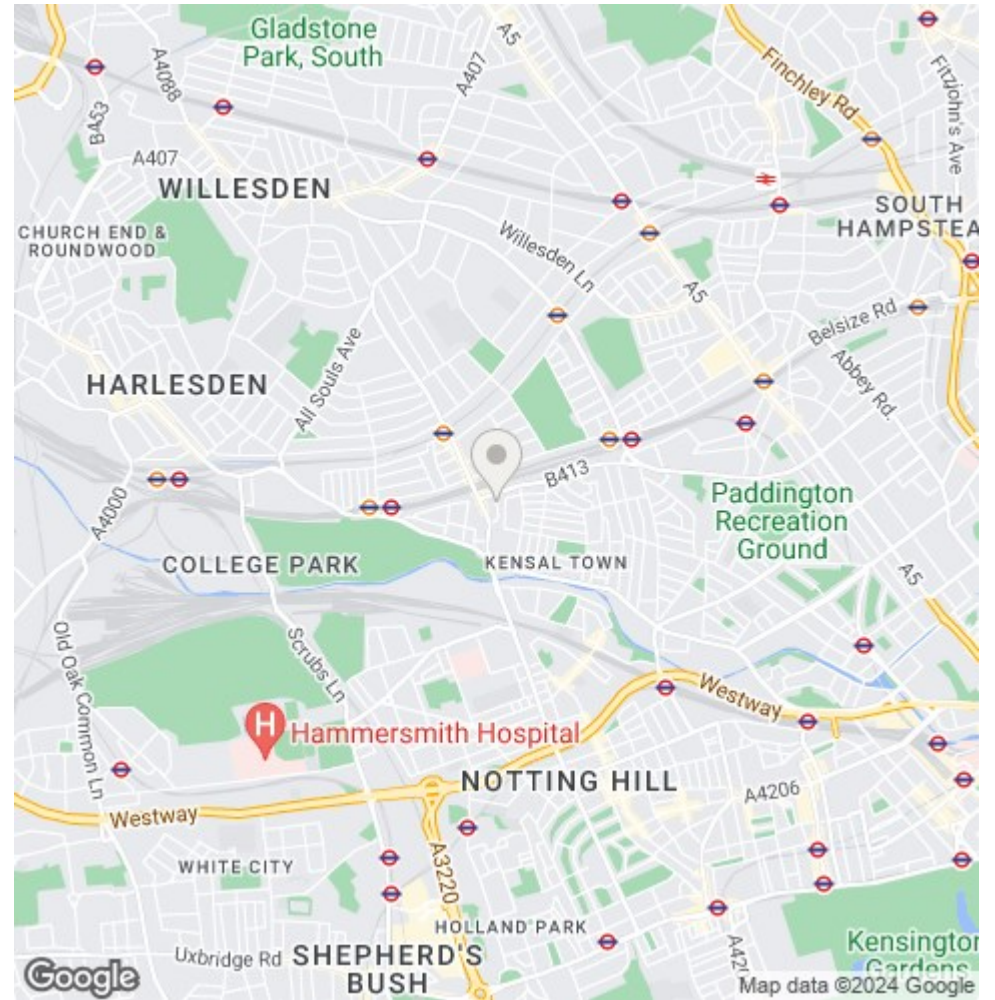 Gladstone
Park, South
A5
A4088
A407
Finchley Rd
Fitzjohn's Ave
B453
A407
WILLESDEN
SOUTH
HAMPSTEA
CHURCH END &
ROUNDWOOD
Willesden Ln
A5
Belsize Rd
All Souls Ave
Abbey Rd.
HARLESDEN
B413
A4000
Paddington
Recreation
Ground
COLLEGE PARK
KENSAL TOWN
A5
Old Oak Common Ln
Scrubs Ln
Westway
H
Hammersmith Hospital
NOTTING HILL
A4206
Westway
WHITE CITY
A3220
HOLLAND PARK
Uxbridge Rd
SHEPHERD'S
BUSH
Kensington
Gardens
Google
Map data ©2024 Google